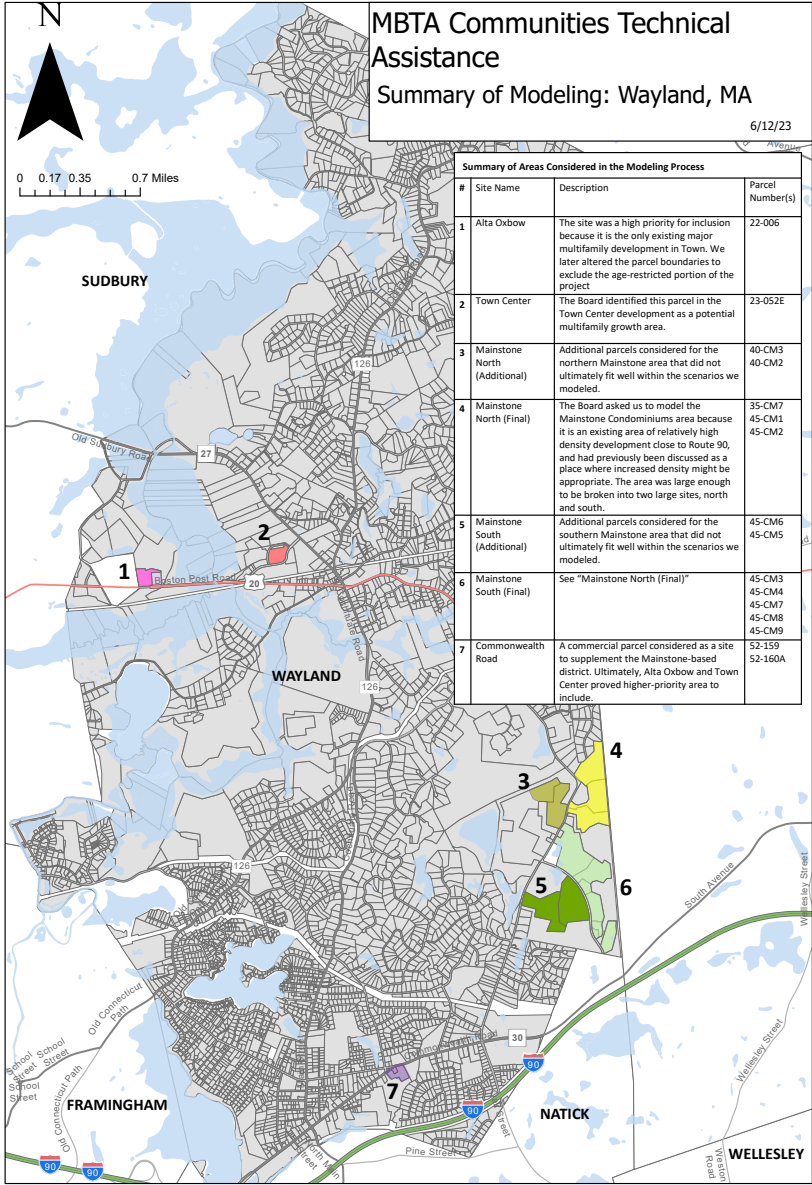 N
MBTA Communities Technical
Assistance
Summary of Modeling: Wayland, MA
6/12/23
Avenue
0 0.17 0.35 0.7 Miles
Summary of Areas Considered in the Modeling Process
# Site Name Description Parcel
Number(s)
1 Alta Oxbow The site was a high priority for inclusion 22-006
because it is the only existing major
multifamily development in Town. We
later altered the parcel boundaries to
exclude the age-restricted portion of the
project
2 Town Center The Board identified this parcel in the 23-052E
Town Center development as a potential
multifamily growth area.
3 Mainstone Additional parcels considered for the 40-CM3
North northern Mainstone area that did not 40-CM2
(Additional) ultimately fit well within the scenarios we
modeled.
4 Mainstone The Board asked us to model the 35-CM7
North (Final) Mainstone Condominiums area because 45-CM1
it is an existing area of relatively high 45-CM2
density development close to Route 90,
and had previously been discussed as a
place where increased density might be
appropriate. The area was large enough
to be broken into two large sites, north
and south.
5 Mainstone Additional parcels considered for the 45-CM6
South southern Mainstone area that did not 45-CM5
(Additional) ultimately fit well within the scenarios we
modeled.
6 Mainstone See “Mainstone North (Final)” 45-CM3
South (Final) 45-CM4
45-CM7
45-CM8
45-CM9
7 Commonwealth A commercial parcel considered as a site 52-159
Road to supplement the Mainstone-based 52-160A
district. Ultimately, Alta Oxbow and Town
Center proved higher-priority area to
include.
SUDBURY
126
Old Sudbury Road
27
2
1
Boston Post Road
20
WAYLAND
126
4
3
126
5
6
South Avenue
Wellesley Street
Old Connecticut
Path
30
School
Street
School
Street
School
Street
90
7
Old Connecticut Path
FRAMINGHAM
90
NATICK
Street
Wellesley Street
North Main
Street
Pine Street
WELLESLEY
Weston
Road
90
90